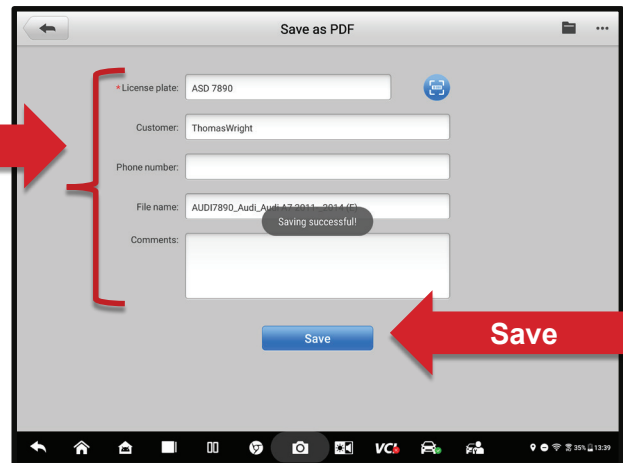 Save as PDF
*License plate: ASD 7890
Customer: ThomasWright
Phone number:
File name: AUDI7890_Audi_Audi A7 2011-_2014 (E)
Saving successful!
Comments:
Save
Save
VCI
35% 13:39